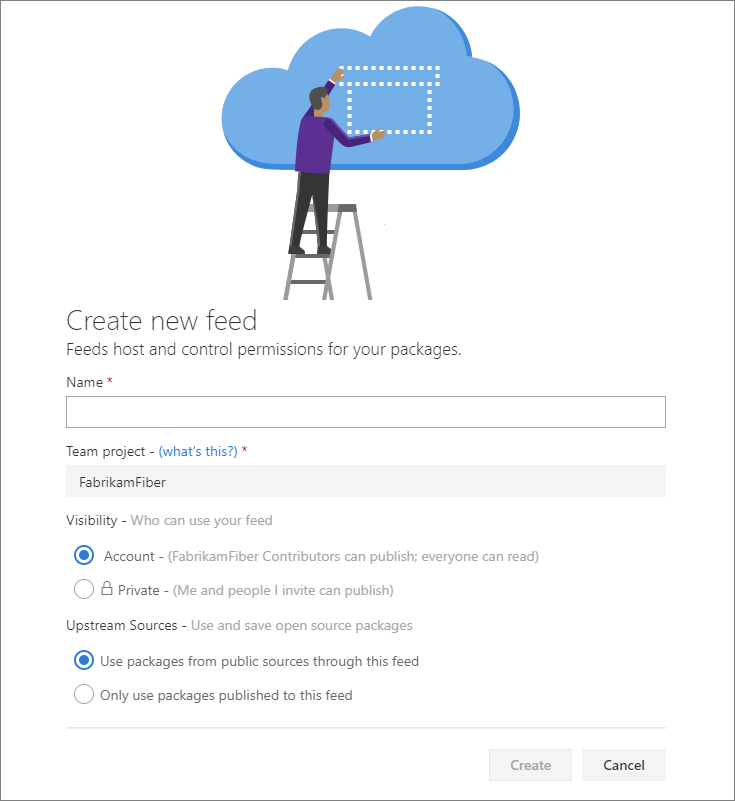 Create new feed
Feeds host and control permissions for your packages.
Name *
Team project - (what's this?) *
FabrikamFiber
Visibility - Who can use your feed
Account - (FabrikamFiber Contributors can publish; everyone can read)
Private - (Me and people I invite can publish)
Upstream Sources - Use and save open source packages
Use packages from public sources through this feed
Only use packages published to this feed
Create Cancel